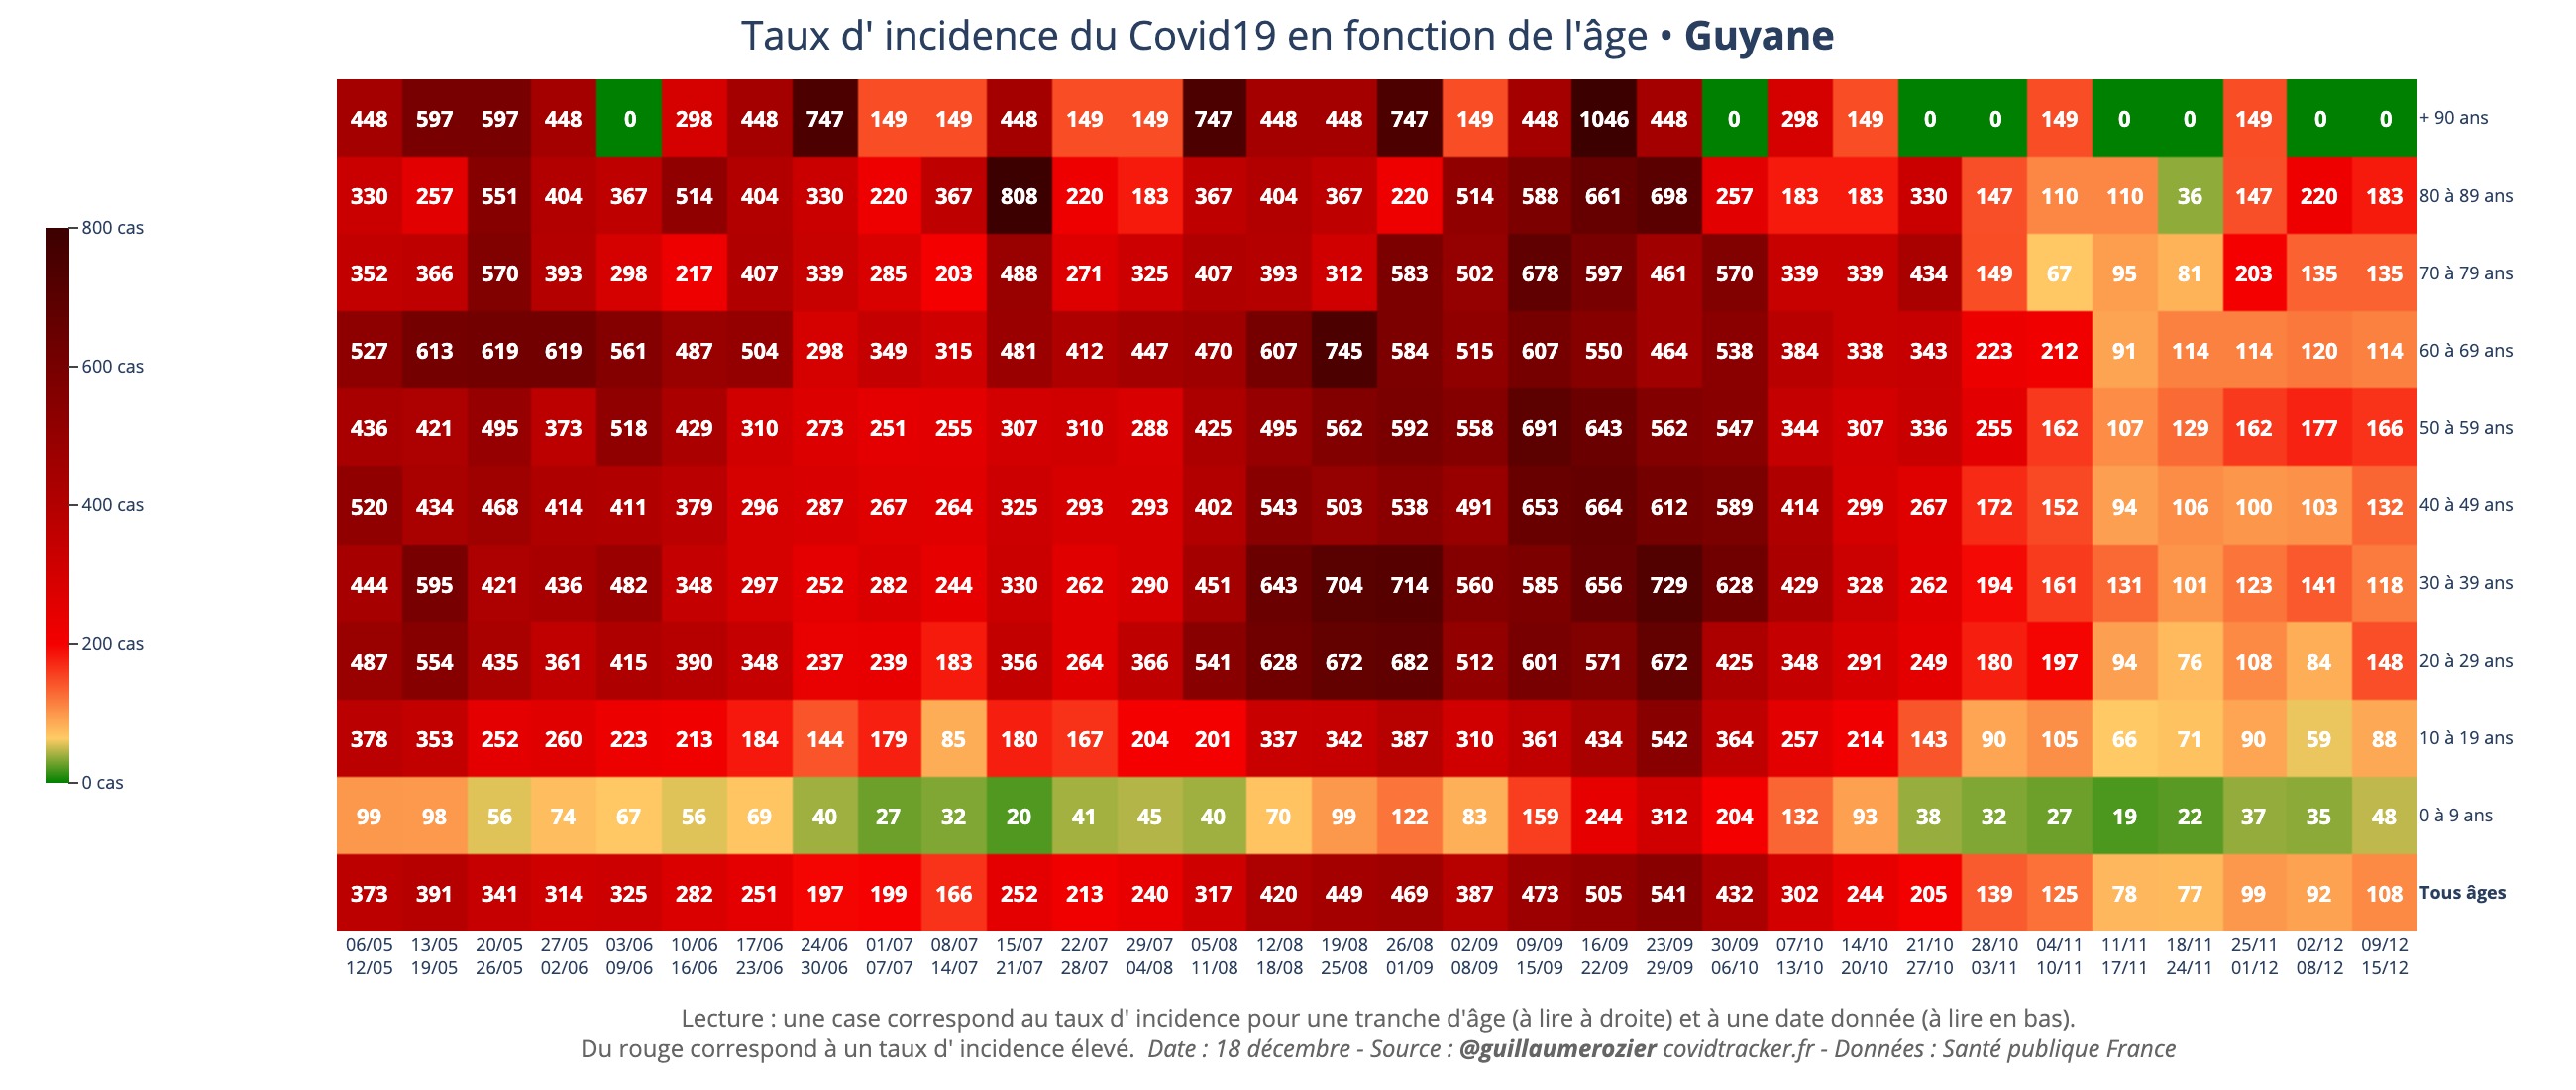 Taux d' incidence du Covid19 en fonction de l'âge • Guyane
448 597 597 448 0 298 448 747 149 149 448 149 149 747 448 448 747 149 448 1046 448 0 298 149 0 0 149 0 0 149 0 0 + 90 ans
330 257 551 404 367 514 404 330 220 367 808 220 183 367 404 367 220 514 588 661 698 257 183 183 330 147 110 110 36 147 220 183 80 à 89 ans
800 cas
352 366 570 393 298 217 407 339 285 203 488 271 325 407 393 312 583 502 678 597 461 570 339 339 434 149 67 95 81 203 135 135 70 à 79 ans
527 613 619 619 561 487 504 298 349 315 481 412 447 470 607 745 584 515 607 550 464 538 384 338 343 223 212 91 114 114 120 114 60 à 69 ans
600 cas
436 421 495 373 518 429 310 273 251 255 307 310 288 425 495 562 592 558 691 643 562 547 344 307 336 255 162 107 129 162 177 166 50 à 59 ans
400 cas
520 434 468 414 411 379 296 287 267 264 325 293 293 402 543 503 538 491 653 664 612 589 414 299 267 172 152 94 106 100 103 132 40 à 49 ans
444 595 421 436 482 348 297 252 282 244 330 262 290 451 643 704 714 560 585 656 729 628 429 328 262 194 161 131 101 123 141 118 30 à 39 ans
200 cas
487 554 435 361 415 390 348 237 239 183 356 264 366 541 628 672 682 512 601 571 672 425 348 291 249 180 197 94 76 108 84 148 20 à 29 ans
378 353 252 260 223 213 184 144 179 85 180 167 204 201 337 342 387 310 361 434 542 364 257 214 143 90 105 66 71 90 59 88 10 à 19 ans
0 cas
99 98 56 74 67 56 69 40 27 32 20 41 45 40 70 99 122 83 159 244 312 204 132 93 38 32 27 19 22 37 35 48 0 à 9 ans
373 391 341 314 325 282 251 197 199 166 252 213 240 317 420 449 469 387 473 505 541 432 302 244 205 139 125 78 77 99 92 108 Tous âges
06/05 13/05 20/05 27/05 03/06 10/06 17/06 24/06 01/07 08/07 15/07 22/07 29/07 05/08 12/08 19/08 26/08 02/09 09/09 16/09 23/09 30/09 07/10 14/10 21/10 28/10 04/11 11/11 18/11 25/11 02/12 09/12
12/05 19/05 26/05 02/06 09/06 16/06 23/06 30/06 07/07 14/07 21/07 28/07 04/08 11/08 18/08 25/08 01/09 08/09 15/09 22/09 29/09 06/10 13/10 20/10 27/10 03/11 10/11 17/11 24/11 01/12 08/12 15/12
Lecture : une case correspond au taux d' incidence pour une tranche d'âge (à lire à droite) et à une date donnée (à lire en bas).
Du rouge correspond à un taux d' incidence élevé. Date : 18 décembre - Source : @guillaumerozier covidtracker.fr - Données : Santé publique France